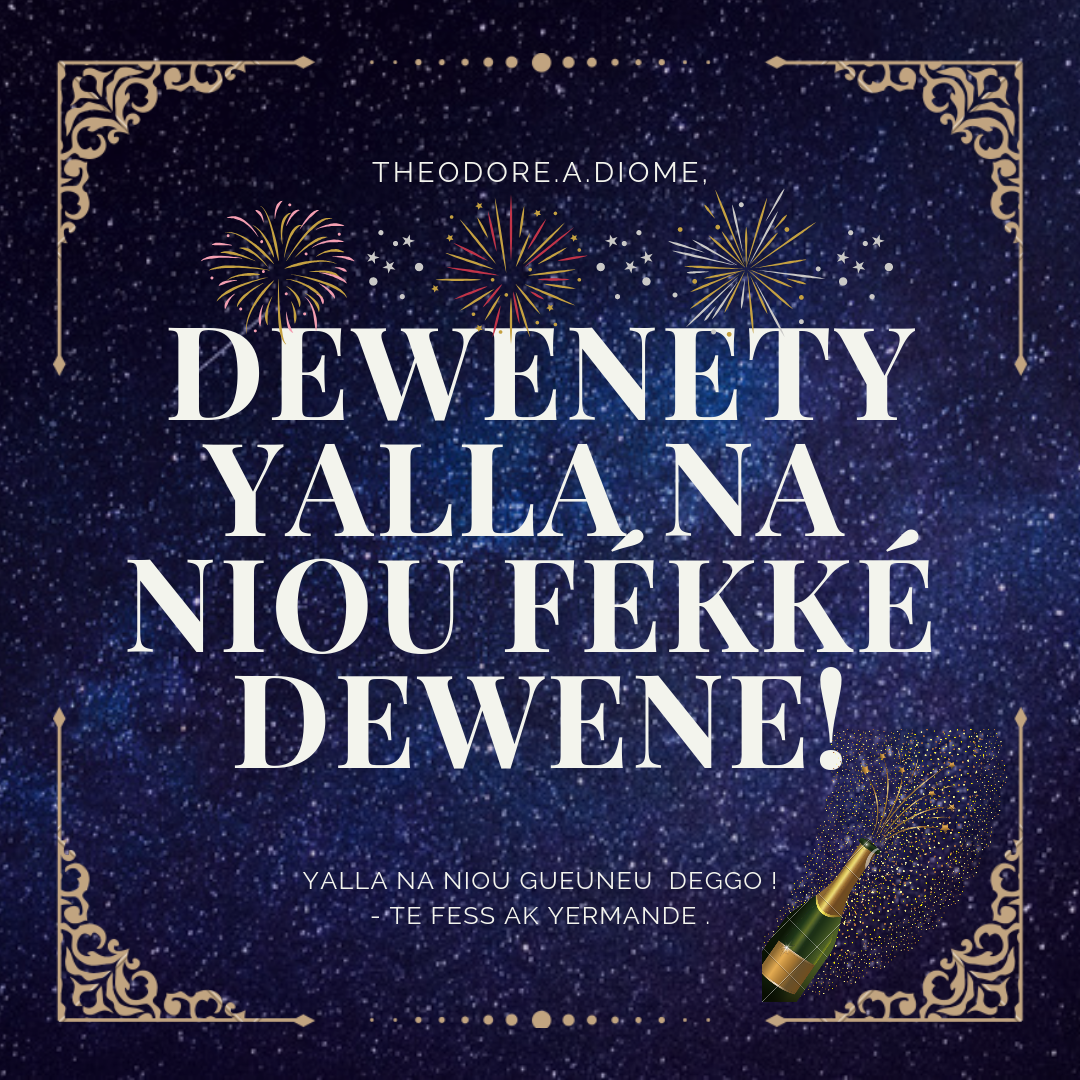 THEODORE.A.DIOME,
DEWENETY
YALLA NA
NIOU FÉKKÉ
DEWENE!
YALLA NA NIOU GUEUNEU DEGGO !
- TE FESS AK YERMANDE .